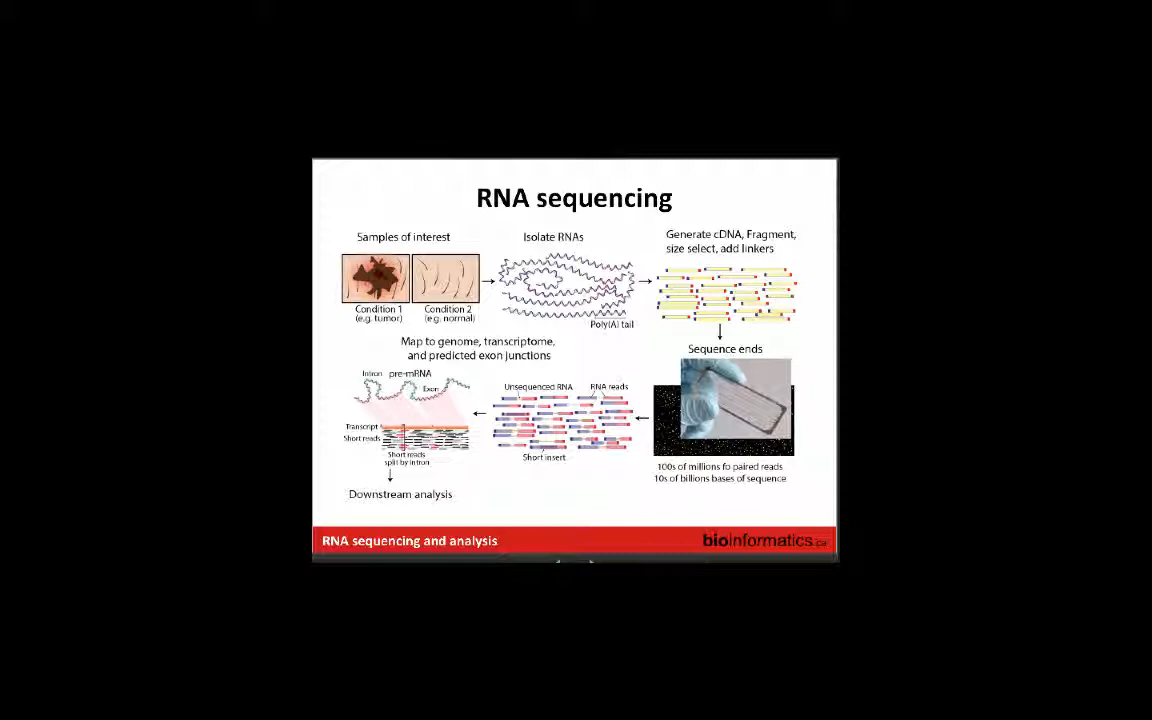 RNA sequencing
Samples of interest
Condition 1
(e.g. tumor)
Condition 2
(e.g. normal)
Isolate RNAs
Poly(A) tail
Generate cDNA, Fragment,
size select, add linkers
Sequence ends
100s of millions fo paired reads
10s of billions bases of sequence
Unsequenced RNA
RNA reads
Short insert
Map to genome, transcriptome,
and predicted exon junctions
Intron
pre-mRNA
Exon
Transcript
Short reads
Short reads
split by intron
Downstream analysis
RNA sequencing and analysis
bioinformatics.ca